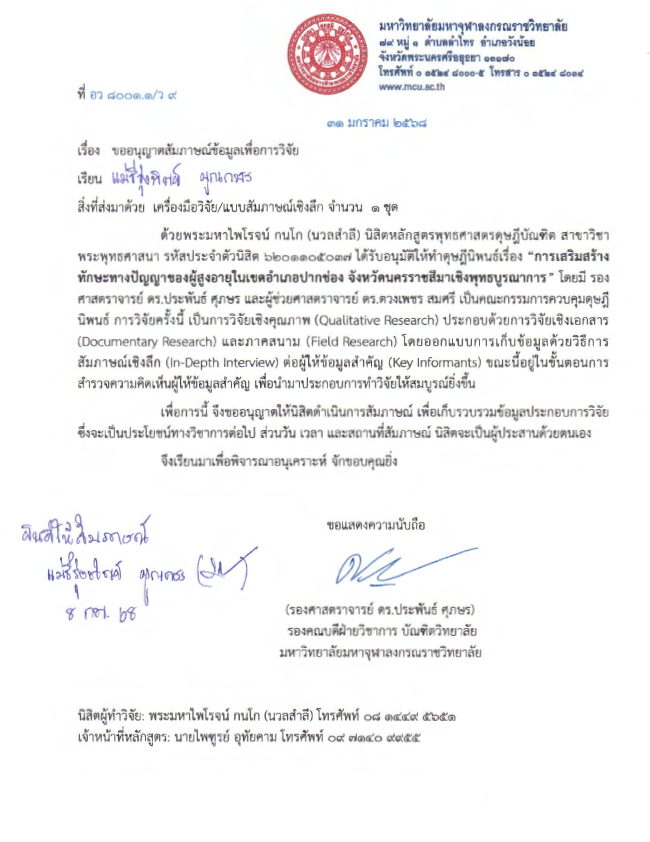 มหาวิทยาลัยมหาจุฬาลงกรณราชวิทยาลัย
๗๙ หมู่ ๑ ตำบลลำไทร อำเภอวังน้อย
จังหวัดพระนครศรีอยุธยา ๑๓๑๗๐
โทรศัพท์ ๐ ๓๕๒๔ ๘๐๐๐-๕ โทรสาร ๐ ๓๕๒๔ ๘๐๓๔
www.mcu.ac.th
ที่ อว ๘๐๐๑.๑/ว ๙
๓๑ มกราคม ๒๕๖๘
เรื่อง ขออนุญาตสัมภาษณ์ข้อมูลเพื่อการวิจัย
เรียน แม่ชี
สิ่งที่ส่งมาด้วย เครื่องมือวิจัย/แบบสัมภาษณ์เชิงลึก จำนวน ๑ ชุด
ด้วยพระมหาไพโรจน์ กนโก (นวลสำลี) นิสิตหลักสูตรพุทธศาสตรดุษฎีบัณฑิต สาขาวิชา
พระพุทธศาสนา รหัสประจำตัวนิสิต ๖๒๐๑๑๐๕๐๓๗ ได้รับอนุมัติให้ทำดุษฎีนิพนธ์เรื่อง "การเสริมสร้าง
ทักษะทางปัญญาของผู้สูงอายุในเขตอำเภอปากช่อง จังหวัดนครราชสีมาเชิงพุทธบูรณาการ" โดยมี รอง
ศาสตราจารย์ ดร.ประพันธ์ ศุภษร และผู้ช่วยศาสตราจารย์ ดร.ดวงเพชร สมศรี เป็นคณะกรรมการควบคุมดุษฎี
นิพนธ์ การวิจัยครั้งนี้ เป็นการวิจัยเชิงคุณภาพ (Qualitative Research) ประกอบด้วยการวิจัยเชิงเอกสาร
(Documentary Research) และภาคสนาม (Field Research) โดยออกแบบการเก็บข้อมูลด้วยวิธีการ
สัมภาษณ์เชิงลึก (In-Depth Interview) ต่อผู้ให้ข้อมูลสำคัญ (Key Informants) ขณะนี้อยู่ในขั้นตอนการ
สำรวจความคิดเห็นผู้ให้ข้อมูลสำคัญ เพื่อนำมาประกอบการทำวิจัยให้สมบูรณ์ยิ่งขึ้น
เพื่อการนี้ จึงขออนุญาตให้นิสิตดำเนินการสัมภาษณ์ เพื่อเก็บรวบรวมข้อมูลประกอบการวิจัย
ซึ่งจะเป็นประโยชน์ทางวิชาการต่อไป ส่วนวัน เวลา และสถานที่สัมภาษณ์ นิสิตจะเป็นผู้ประสานด้วยตนเอง
จึงเรียนมาเพื่อพิจารณาอนุเคราะห์ จักขอบคุณยิ่ง
ขอแสดงความนับถือ
ยินดีให้สัมภาษณ์
แม่ชี
๘ กพ. ๖๘
(รองศาสตราจารย์ ดร.ประพันธ์ ศุภษร)
รองคณบดีฝ่ายวิชาการ บัณฑิตวิทยาลัย
มหาวิทยาลัยมหาจุฬาลงกรณราชวิทยาลัย
นิสิตผู้ทำวิจัย: พระมหาไพโรจน์ กนโก (นวลสำลี) โทรศัพท์ ๐๘ ๑๔๔๙ ๕๖๕๑
เจ้าหน้าที่หลักสูตร: นายไพฑูรย์ อุทัยคาม โทรศัพท์ ๐๙ ๗๑๔๐ ๙๙๕๕